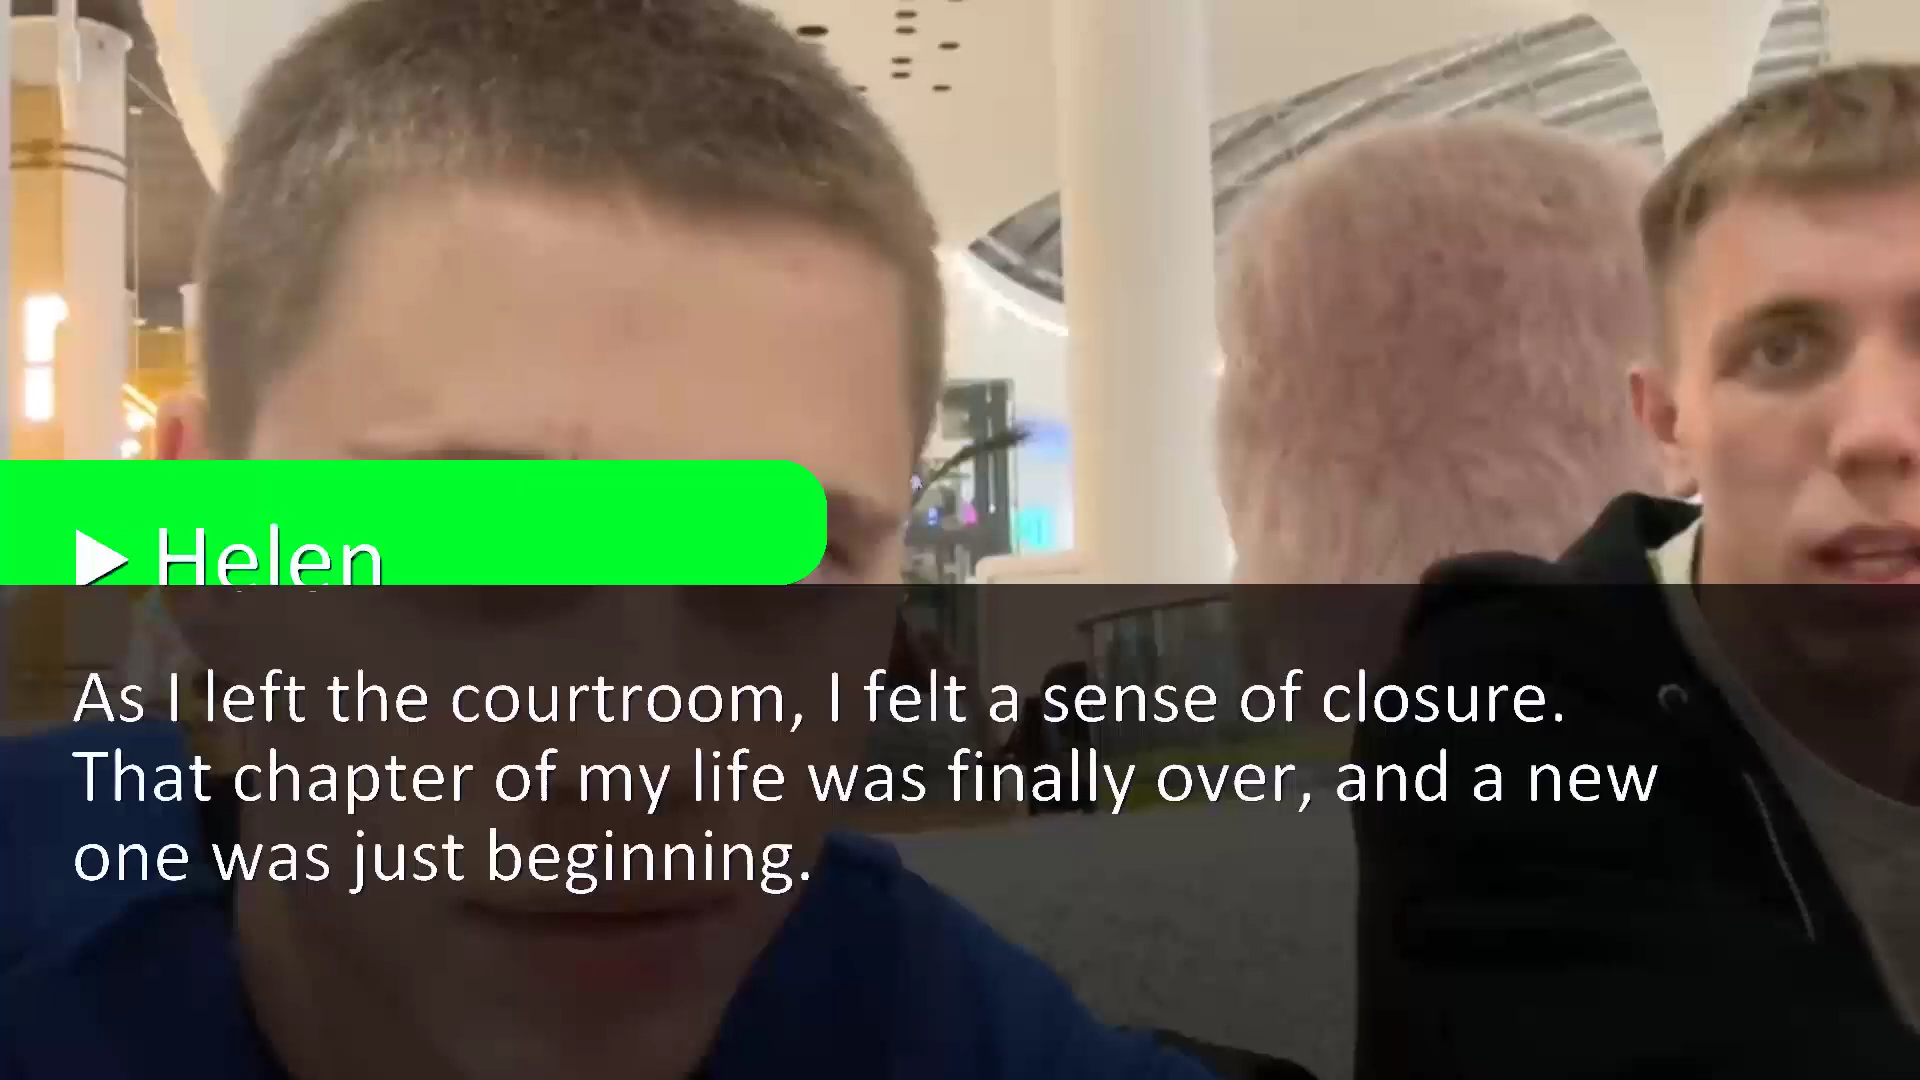 Helen
As I left the courtroom, I felt a sense of closure.
That chapter of my life was finally over, and a new
one was just beginning.